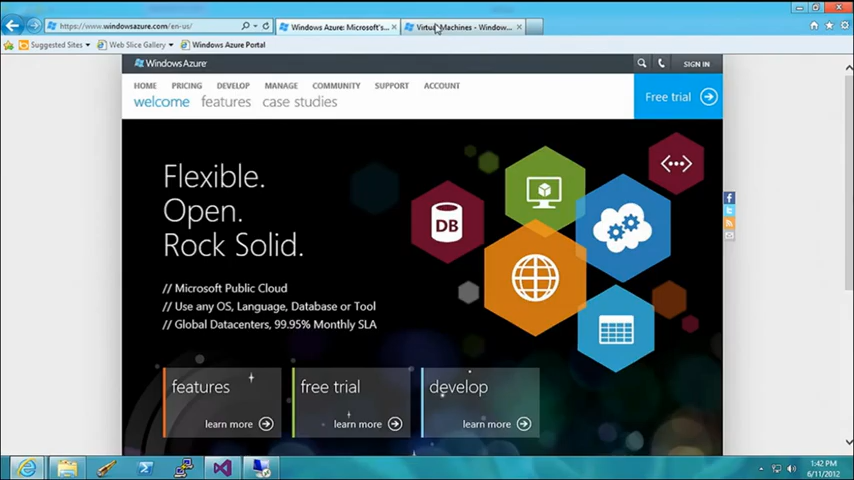 https://www.windowsazure.com/en-us/
Windows Azure: Microsoft's...
Virtual Machines - Window...
Suggested Sites
Web Slice Gallery
Windows Azure Portal
Windows Azure
SIGN IN
HOME PRICING DEVELOP MANAGE COMMUNITY SUPPORT ACCOUNT
welcome features case studies
Free trial
Flexible.
Open.
Rock Solid.
DB
// Microsoft Public Cloud
// Use any OS, Language, Database or Tool
// Global Datacenters, 99.95% Monthly SLA
features
learn more
free trial
learn more
develop
learn more
1:42 PM
6/11/2012